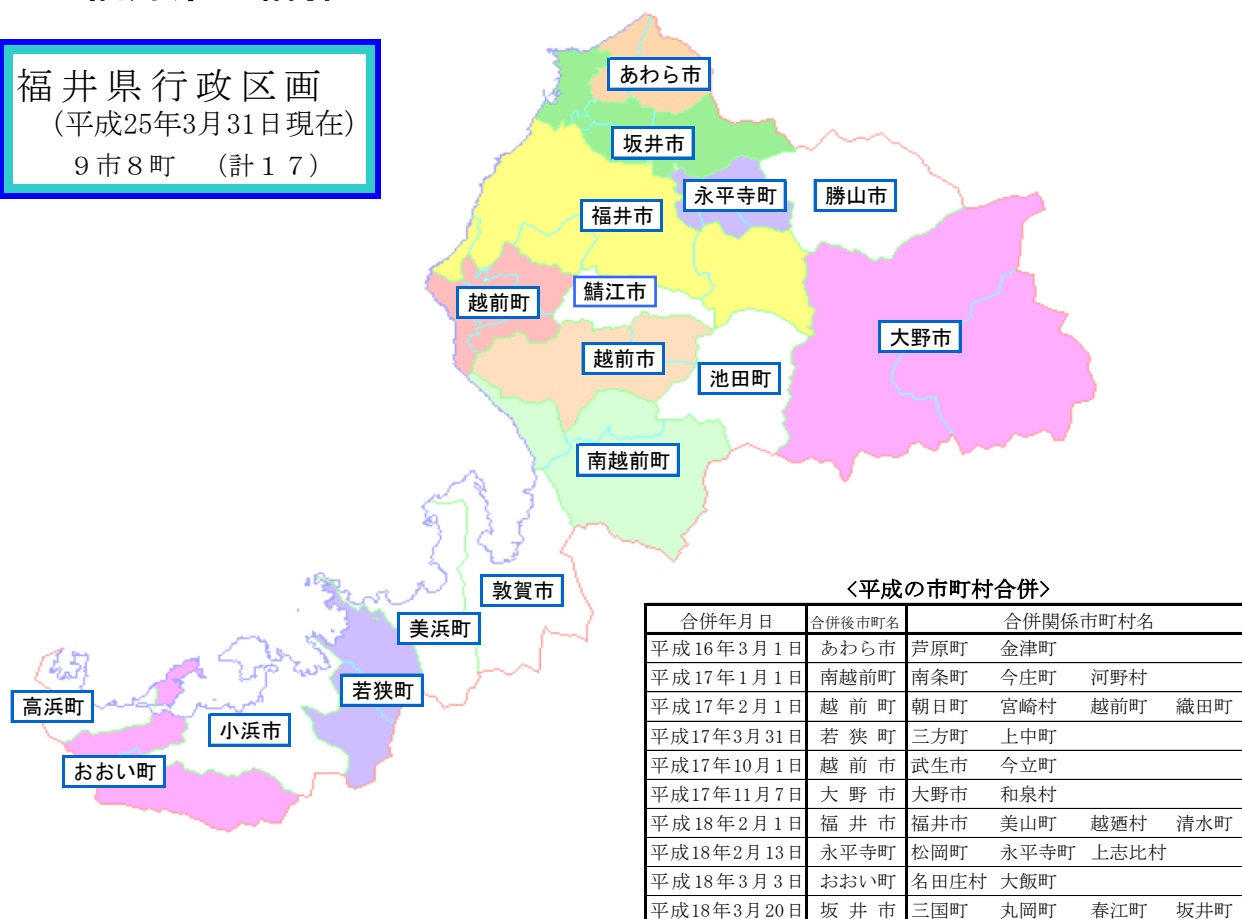 福井県行政区画
(平成25年3月31日現在)
９市８町　(計１７)
あわら市
坂井市
永平寺町
勝山市
福井市
鯖江市
越前町
大野市
越前市
池田町
南越前町
敦賀市
美浜町
若狭町
高浜町
小浜市
おおい町
<平成の市町村合併>
合併年月日 合併後市町名 合併関係市町村名
平成16年3月1日 あわら市 芦原町 金津町
平成17年1月1日 南越前町 南条町 今庄町 河野村
平成17年2月1日 越前町 朝日町 宮崎村 越前町 織田町
平成17年3月31日 若狭町 三方町 上中町
平成17年10月1日 越前市 武生市 今立町
平成17年11月7日 大野市 大野市 和泉村
平成18年2月1日 福井市 福井市 美山町 越廼村 清水町
平成18年2月13日 永平寺町 松岡町 永平寺町 上志比村
平成18年3月3日 おおい町 名田庄村 大飯町
平成18年3月20日 坂井市 三国町 丸岡町 春江町 坂井町